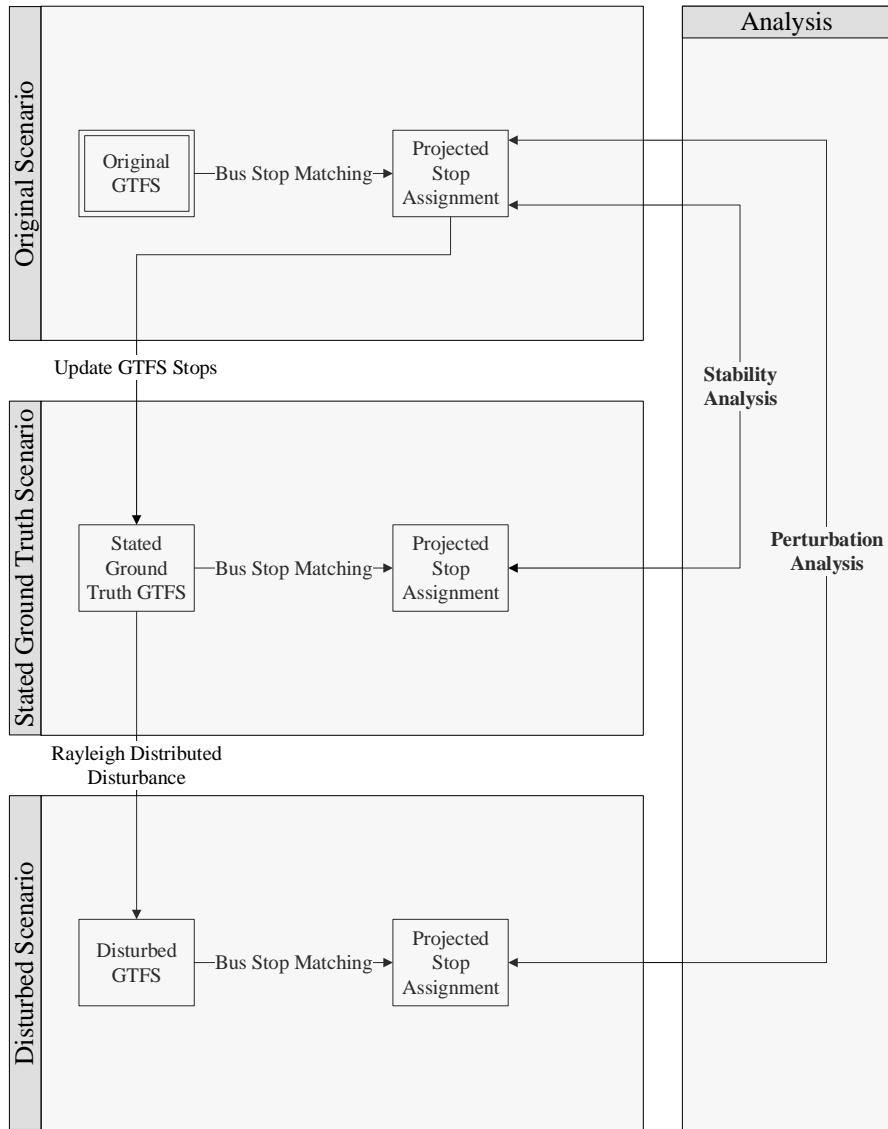 Analysis
Original Scenario
Original
GTFS
Bus Stop Matching
Projected
Stop
Assignment
Update GTFS Stops
Stability
Analysis
Stated Ground Truth Scenario
Stated
Ground
Truth GTFS
Bus Stop Matching
Projected
Stop
Assignment
Perturbation
Analysis
Rayleigh Distributed
Disturbance
Disturbed Scenario
Disturbed
GTFS
Bus Stop Matching
Projected
Stop
Assignment